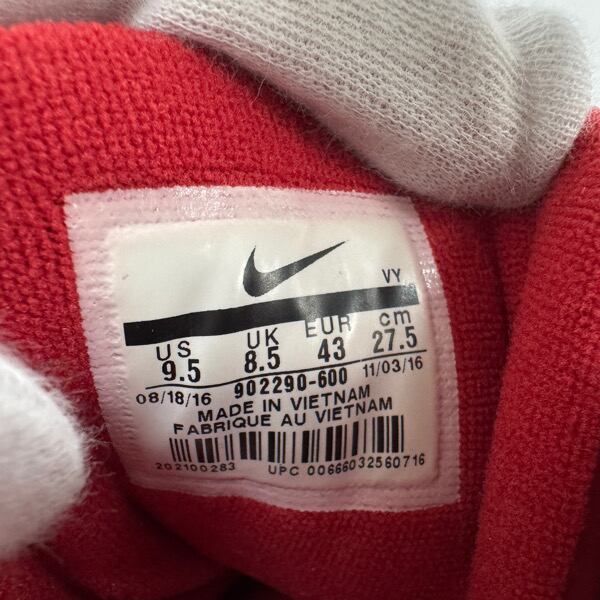 VY
US UK EUR cm
9.5 8.5 43 27.5
08/18/16 902290-600 11/03/16
MADE IN VIETNAM
FABRIQUE AU VIETNAM
202100283 UPC 00666032560716